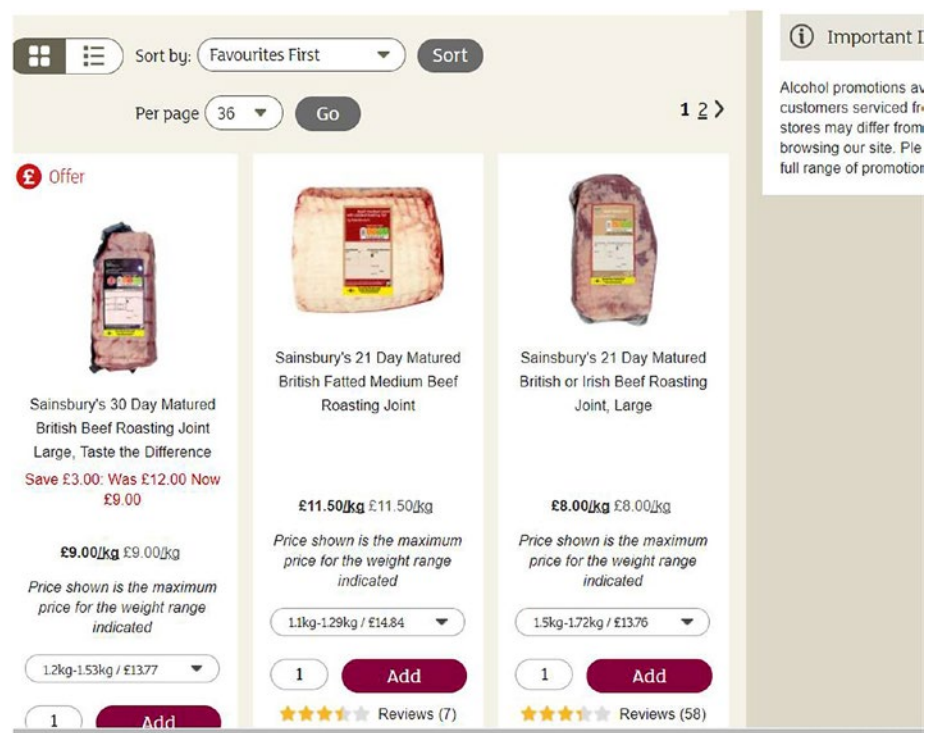 Sort by: Favourites First Sort
Per page 36 Go
1 2 >
£ Offer
Sainsbury's 30 Day Matured
British Beef Roasting Joint
Large, Taste the Difference
Save £3.00: Was £12.00 Now
£9.00
£9.00/kg £9.00/kg
Price shown is the maximum
price for the weight range
indicated
1.2kg-1.53kg / £13.77
1 Add
Sainsbury's 21 Day Matured
British Fatted Medium Beef
Roasting Joint
£11.50/kg £11.50/kg
Price shown is the maximum
price for the weight range
indicated
1.1kg-1.29kg / £14.84
1 Add
Reviews (7)
Sainsbury's 21 Day Matured
British or Irish Beef Roasting
Joint, Large
£8.00/kg £8.00/kg
Price shown is the maximum
price for the weight range
indicated
1.5kg-1.72kg / £13.76
1 Add
Reviews (58)
i Important I
Alcohol promotions av
customers serviced fr
stores may differ from
browsing our site. Ple
full range of promotion